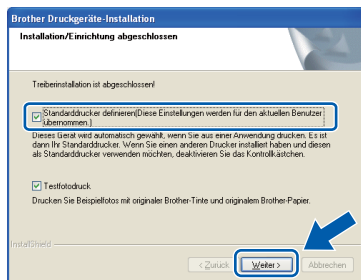 Brother Druckgeräte-Installation
Installation/Einrichtung abgeschlossen
Treiberinstallation ist abgeschlossen!
Standarddrucker definieren(Diese Einstellungen werden für den aktuellen Benutzer
übernommen.)
Dieses Gerät wird automatisch gewählt, wenn Sie aus einer Anwendung drucken. Es ist
dann Ihr Standarddrucker. Wenn Sie einen anderen Drucker installiert haben und diesen
als Standarddrucker verwenden möchten, deaktivieren Sie das Kontrollkästchen.
Testfotodruck
Drucken Sie Beispielfotos mit originaler Brother-Tinte und originalem Brother-Papier.
InstallShield
< Zurück
Weiter >
Abbrechen